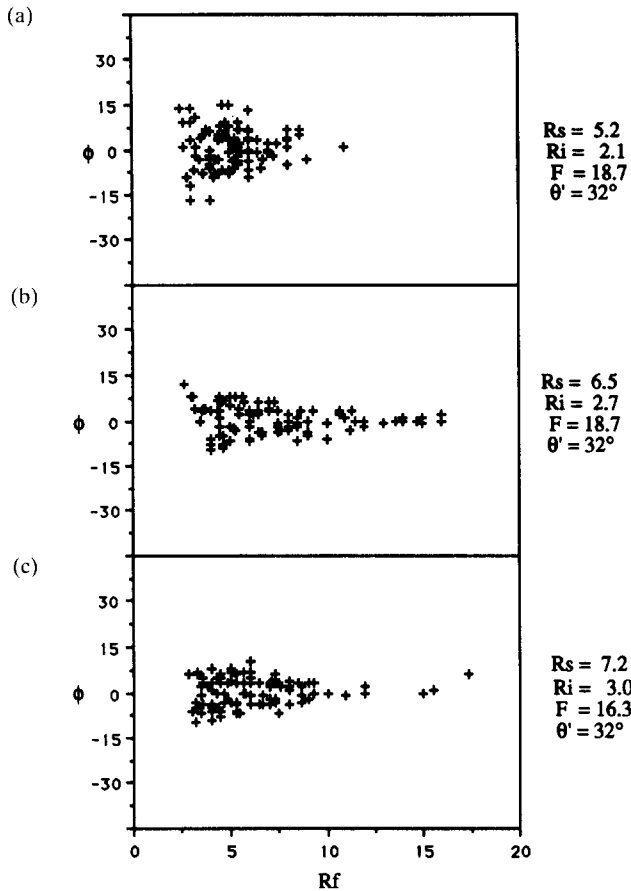 (a)
30
15
0
-15
-30
ϕ
Rs = 5.2
Ri = 2.1
F = 18.7
θ' = 32°
(b)
30
15
0
-15
-30
ϕ
Rs = 6.5
Ri = 2.7
F = 18.7
θ' = 32°
(c)
30
15
0
-15
-30
ϕ
Rs = 7.2
Ri = 3.0
F = 16.3
θ' = 32°
0 5 10 15 20
Rf